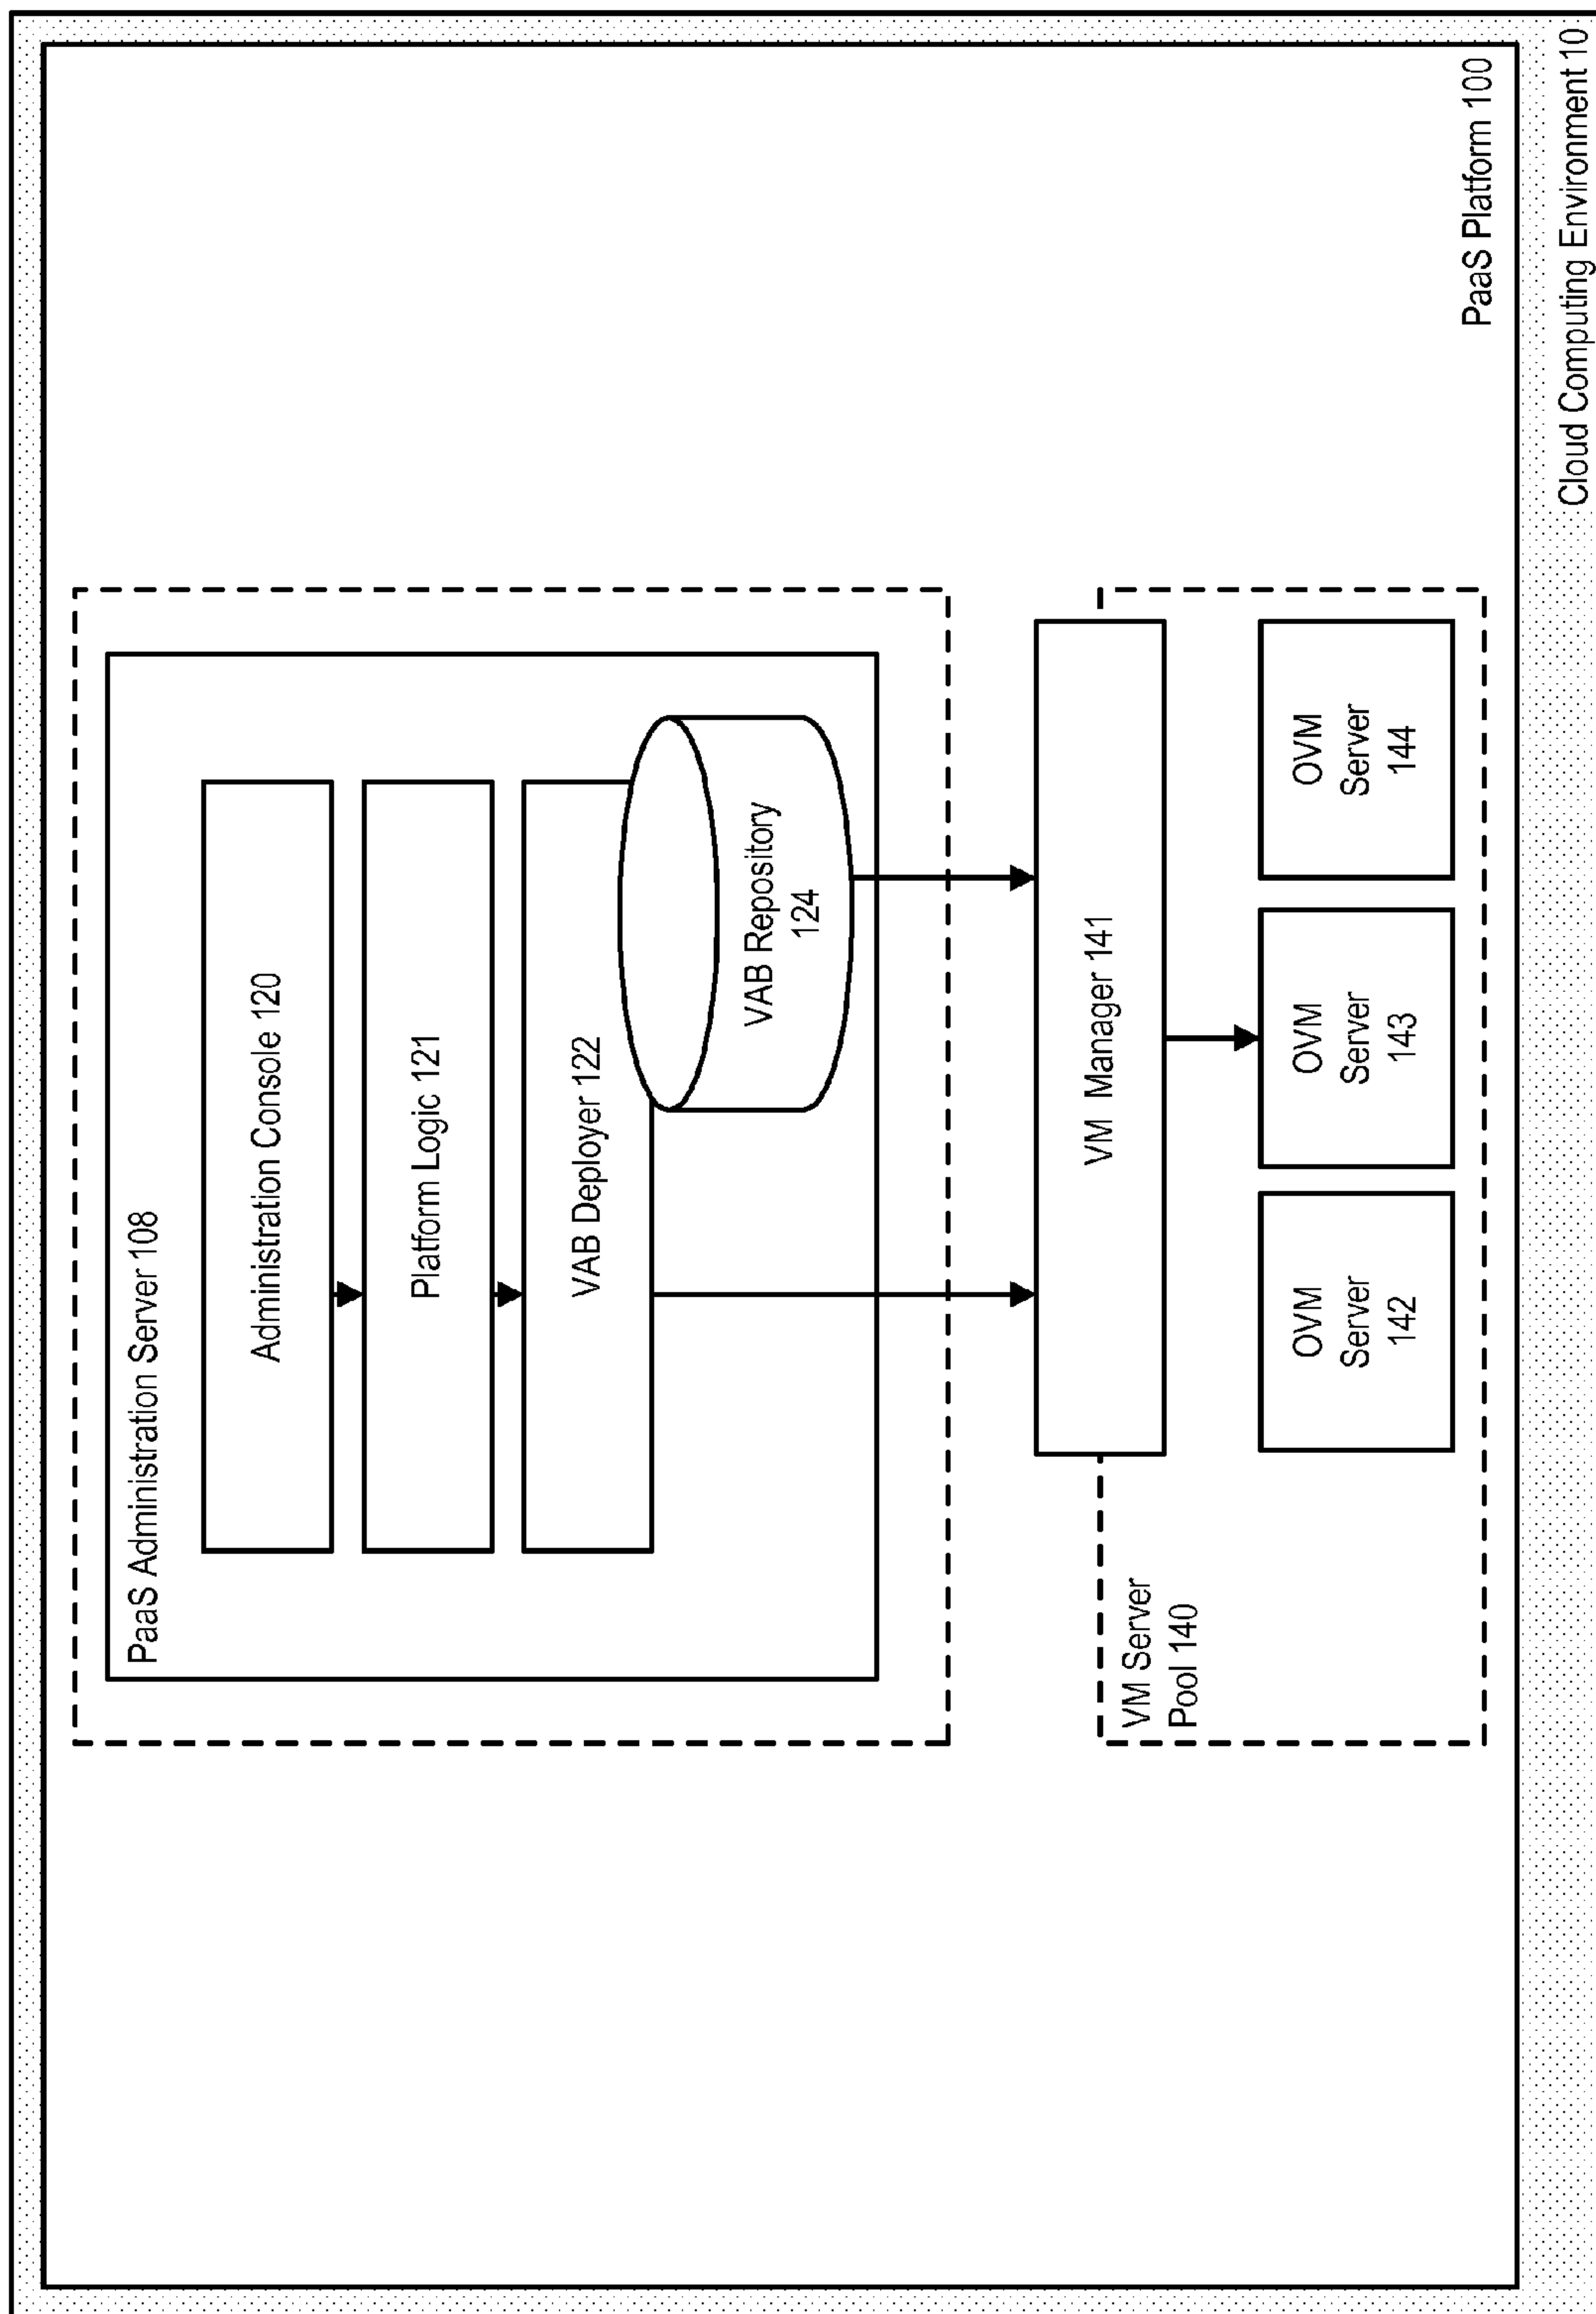 PaaS Administration Server 108
Administration Console 120
Platform Logic 121
VAB Deployer 122
VAB Repository
124
VM Manager 141
VM Server
Pool 140
OVM
Server
142
OVM
Server
143
OVM
Server
144
PaaS Platform 100
Cloud Computing Environment 10